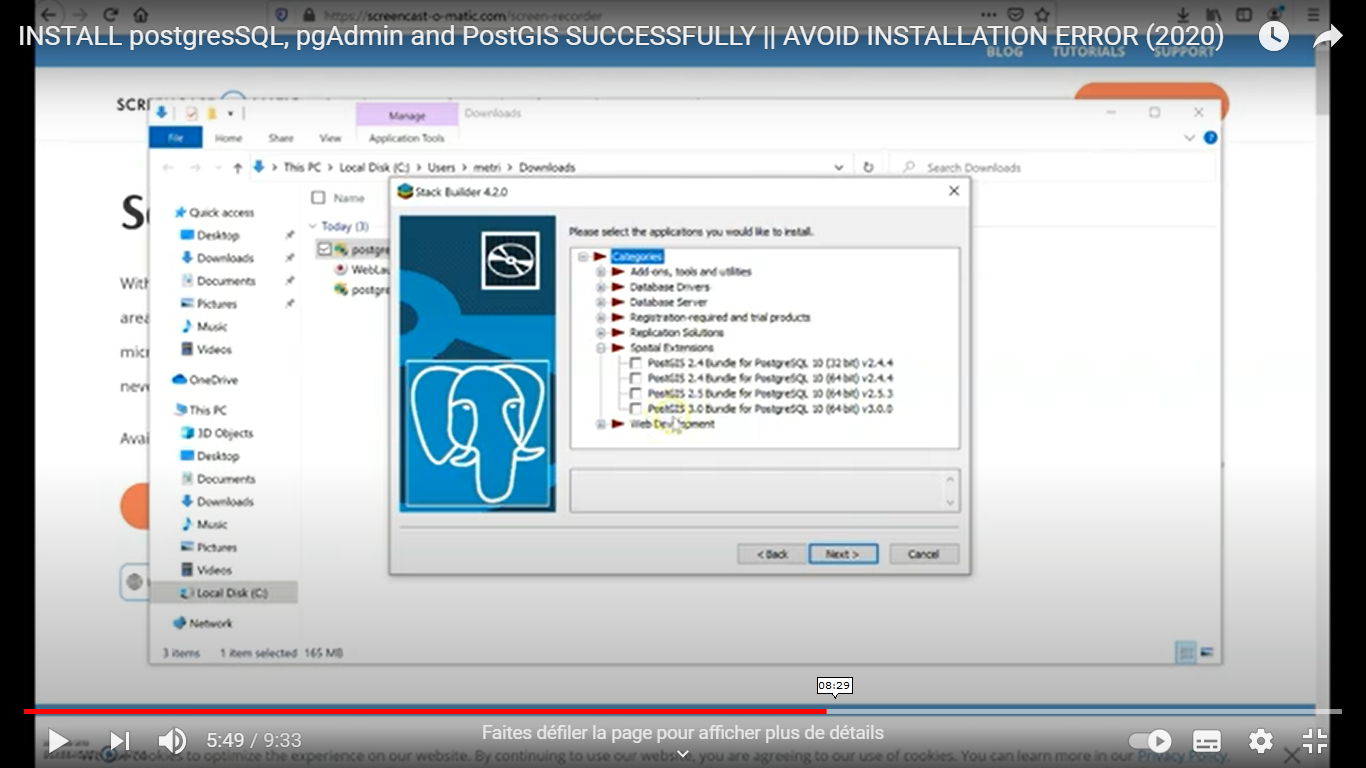 https://screencast-o-matic.com/screen-recorder
INSTALL postgresSQL, pgAdmin and PostGIS SUCCESSFULLY || AVOID INSTALLATION ERROR (2020)
BLOG TUTORIALS SUPPORT
Manage Downloads
File Home Share View Application Tools
This PC > Local Disk (C:) > Users > metri > Downloads
Search Downloads
Name
Today (3)
Quick access
Desktop
Downloads
Documents
Pictures
Music
Videos
OneDrive
This PC
3D Objects
Desktop
Documents
Downloads
Music
Pictures
Videos
Local Disk (C:)
Network
3 items 1 item selected 165 MB
Stack Builder 4.2.0
Please select the applications you would like to install.
Categories
Add-ons, tools and utilities
Database Drivers
Database Server
Registration-required and trial products
Replication Solutions
Spatial Extensions
PostGIS 2.4 Bundle for PostgreSQL 10 (32 bit) v2.4.4
PostGIS 2.4 Bundle for PostgreSQL 10 (64 bit) v2.4.4
PostGIS 2.5 Bundle for PostgreSQL 10 (64 bit) v2.5.3
PostGIS 3.0 Bundle for PostgreSQL 10 (64 bit) v3.0.0
Web Development
< Back Next > Cancel
08:29
5:49 / 9:33
Faites défiler la page pour afficher plus de détails
cookies to optimize the experience on our website. By continuing to use our website, you are agreeing to our use of cookies. You can learn more in our Privacy Policy.